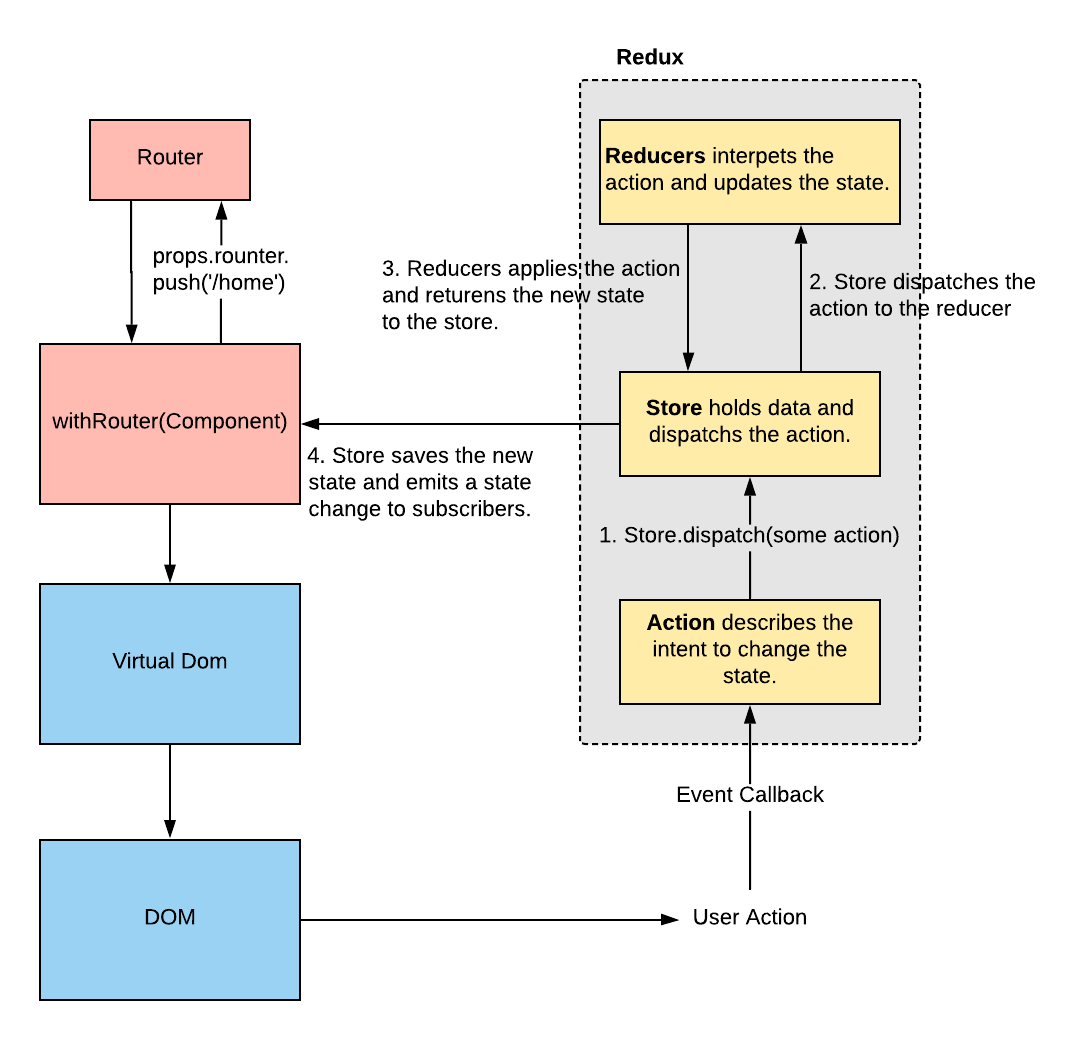 Redux
Router
Reducers interpets the
action and updates the state.
props.rounter.
push('/home')
3. Reducers applies the action
and returens the new state
to the store.
2. Store dispatches the
action to the reducer
withRouter(Component)
Store holds data and
dispatchs the action.
4. Store saves the new
state and emits a state
change to subscribers.
1. Store.dispatch(some action)
Action describes the
intent to change the
state.
Virtual Dom
Event Callback
DOM
User Action